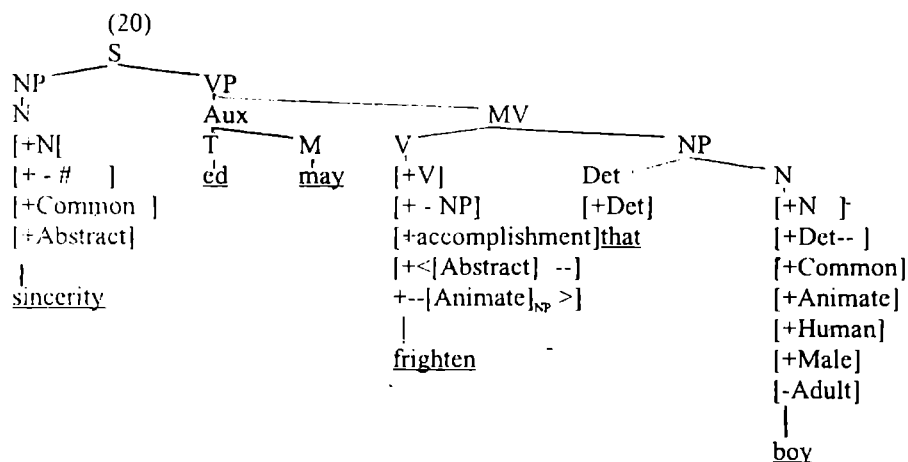 (20)
S
NP VP
N Aux MV
[+N[ T M V NP
[+ - # ] ed may [+V] Det N
[+Common ] [+ - NP] [+Det] [+N ]
[+Abstract] [+accomplishment] that [+Det-- ]
[+<[Abstract] --] [+Common]
sincerity +--[Animate]NP >] [+Animate]
[+Human]
frighten [+Male]
[-Adult]
boy